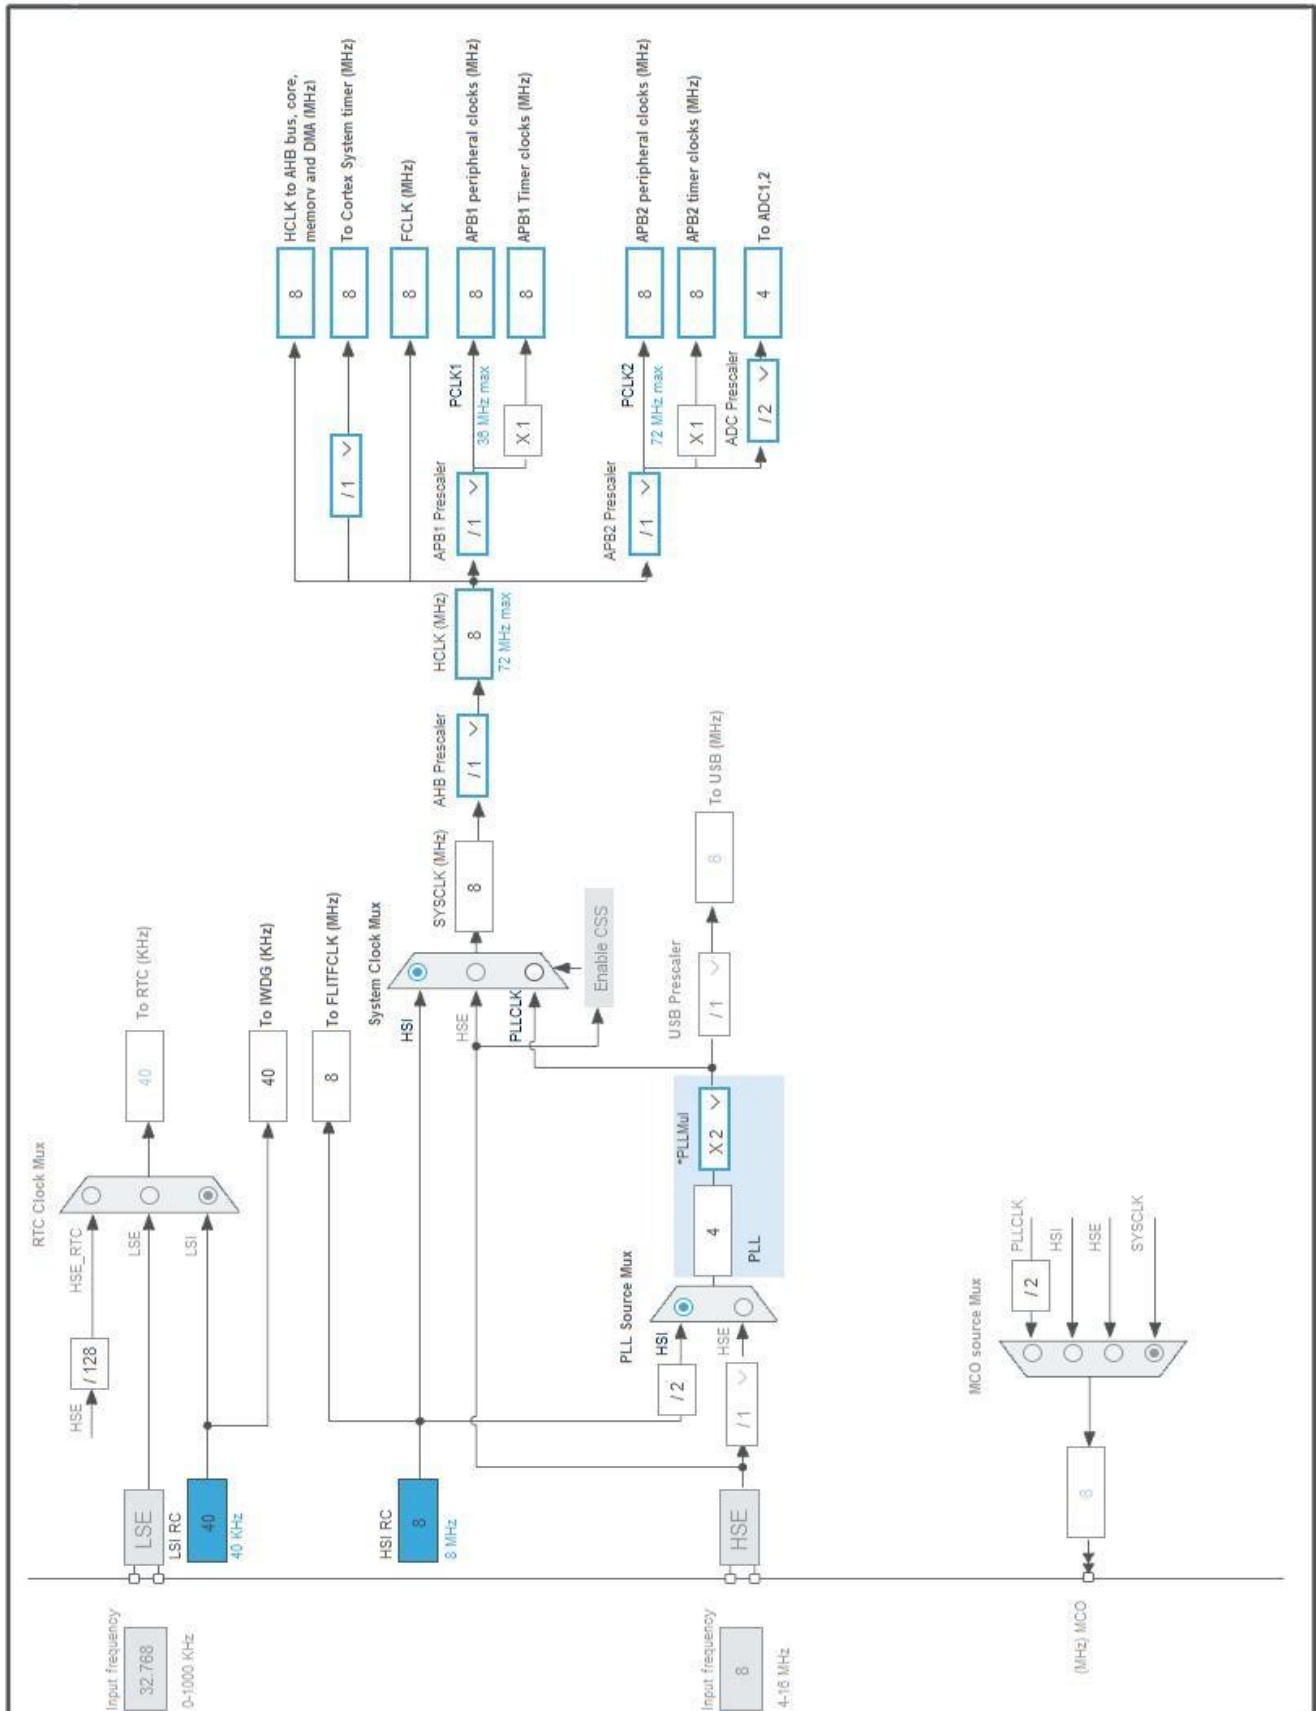 Input frequency
32.768
0-1000 KHz
LSE
LSI RC
40
40 KHz
HSE
/ 128
HSE_RTC
LSE
LSI
RTC Clock Mux
40
To RTC (KHz)
40
To IWDG (KHz)
8
To FLITFCLK (MHz)
HSI RC
8
8 MHz
System Clock Mux
HSI
HSE
PLLCLK
Enable CSS
SYSCLK (MHz)
8
AHB Prescaler
/ 1
HCLK (MHz)
8
72 MHz max
8
HCLK to AHB bus, core,
memory and DMA (MHz)
/ 1
8
To Cortex System timer (MHz)
8
FCLK (MHz)
APB1 Prescaler
/ 1
PCLK1
36 MHz max
8
APB1 peripheral clocks (MHz)
X 1
8
APB1 Timer clocks (MHz)
APB2 Prescaler
/ 1
PCLK2
72 MHz max
8
APB2 peripheral clocks (MHz)
X 1
8
APB2 timer clocks (MHz)
ADC Prescaler
/ 2
4
To ADC1,2
Input frequency
8
4-16 MHz
HSE
/ 2
/ 1
PLL Source Mux
HSI
HSE
4
PLL
*PLLMul
X 2
USB Prescaler
/ 1
8
To USB (MHz)
MCO source Mux
PLLCLK
/ 2
HSI
HSE
SYSCLK
8
(MHz) MCO